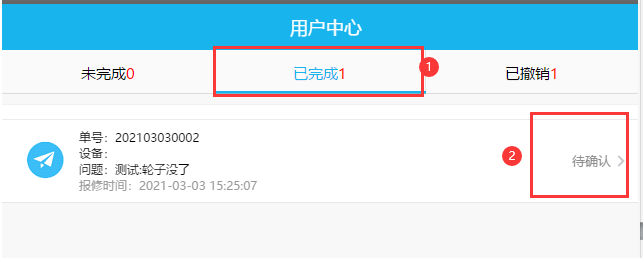 用户中心
未完成0 已完成1 1 已撤销1
单号：202103030002
设备：
问题：测试:轮子没了
2 待确认
报修时间：2021-03-03 15:25:07